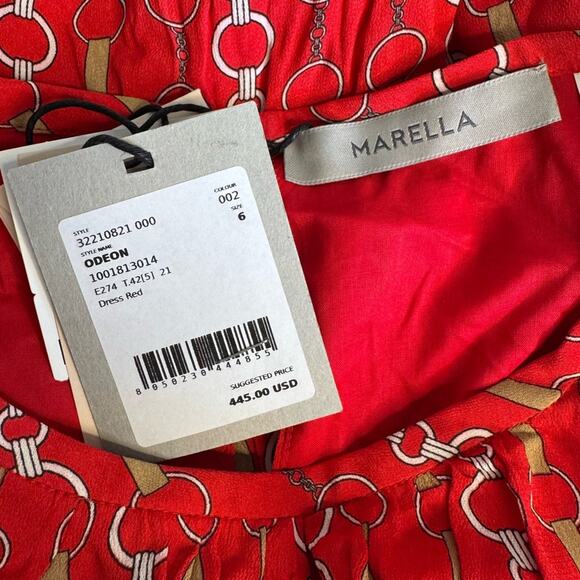 MARELLA
STYLE
32210821 000
COLOUR
002
STYLE NAME
ODEON
SIZE
6
1001813014
E274 T.42[5] 21
Dress Red
8 050230 444855
SUGGESTED PRICE
445.00 USD